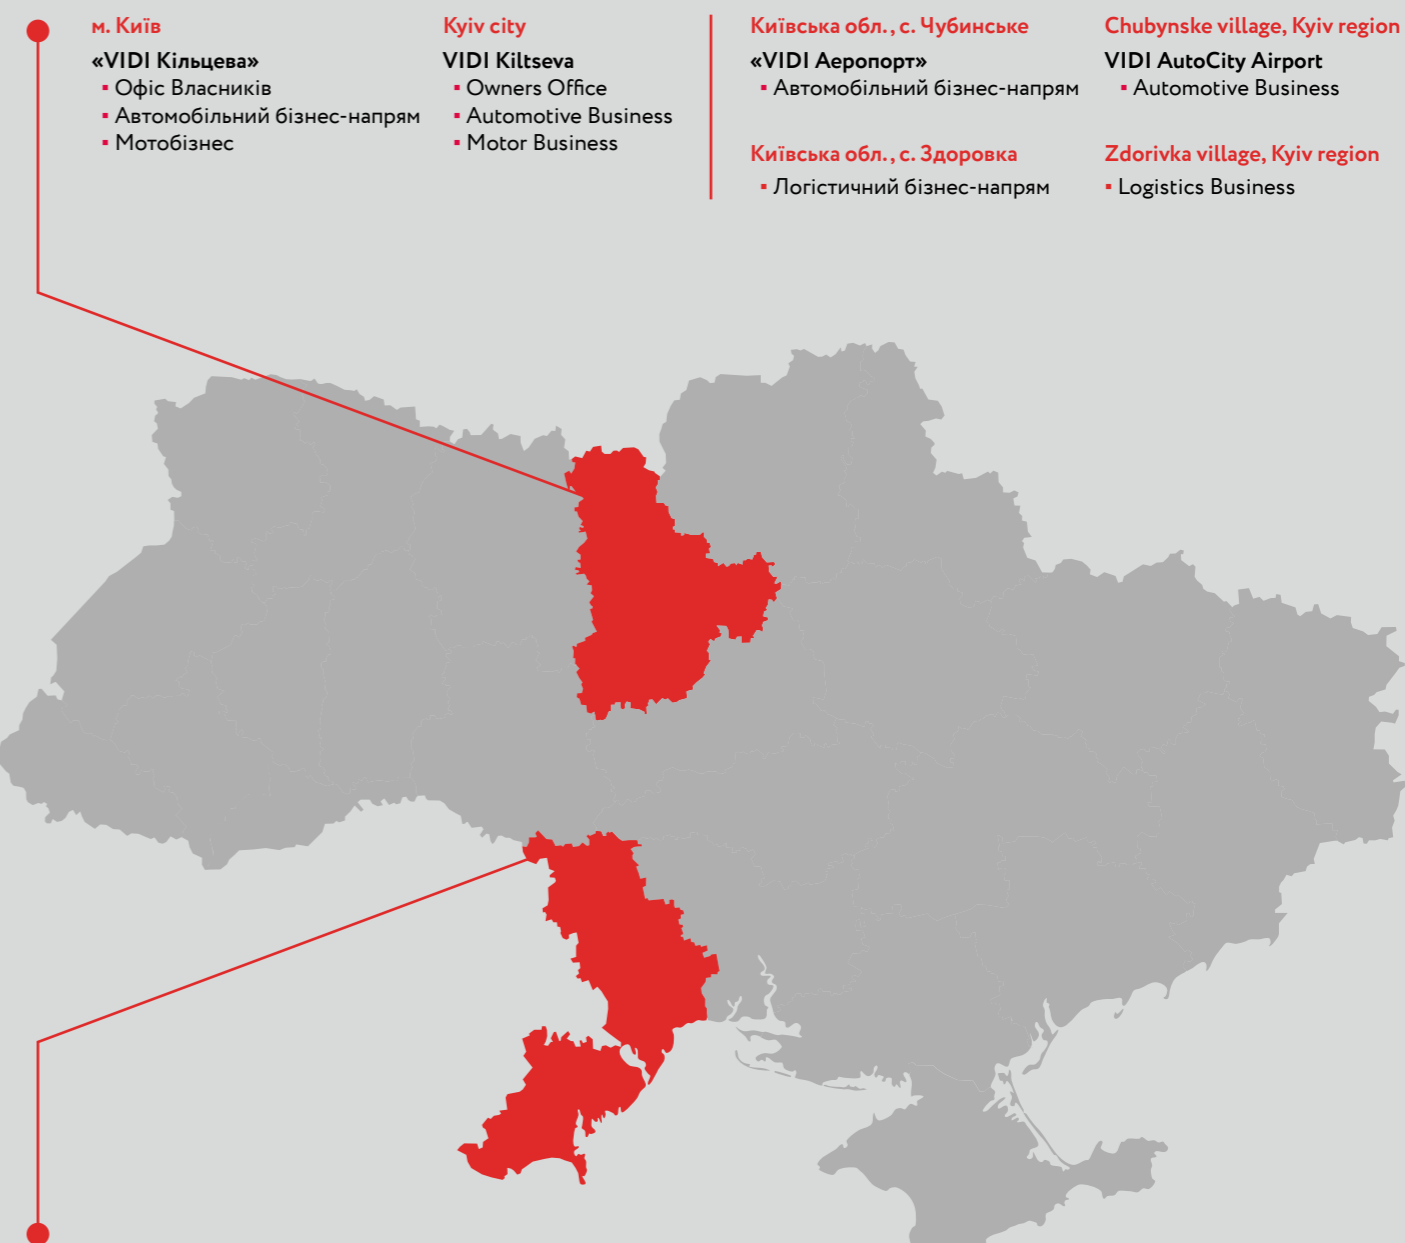 м. Київ
«VIDI Кільцева»
▪ Офіс Власників
▪ Автомобільний бізнес-напрям
▪ Мотобізнес
Kyiv city
VIDI Kiltseva
▪ Owners Office
▪ Automotive Business
▪ Motor Business
Київська обл., с. Чубинське
«VIDI Аеропорт»
▪ Автомобільний бізнес-напрям
Київська обл., с. Здоровка
▪ Логістичний бізнес-напрям
Chubynske village, Kyiv region
VIDI AutoCity Airport
▪ Automotive Business
Zdorivka village, Kyiv region
▪ Logistics Business